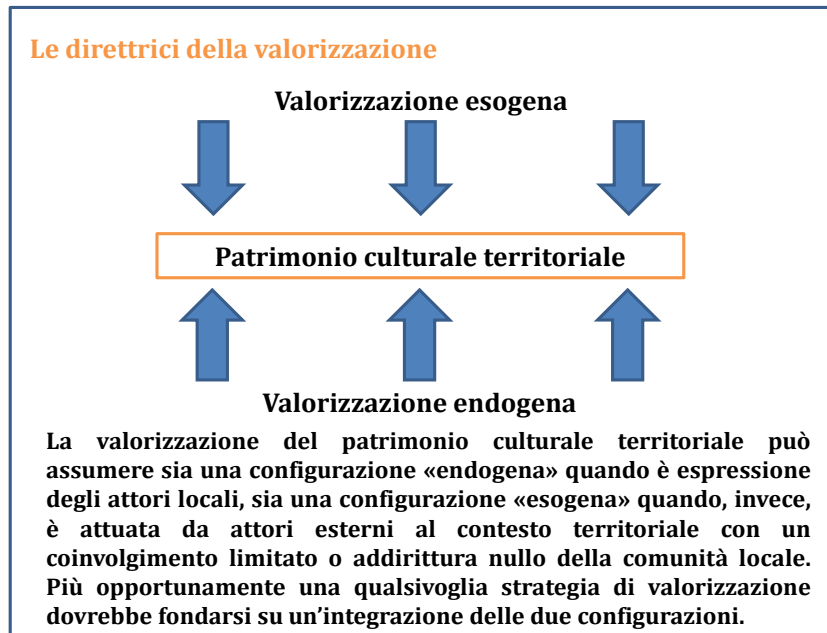 Le direttrici della valorizzazione
Valorizzazione esogena
Patrimonio culturale territoriale
Valorizzazione endogena
La valorizzazione del patrimonio culturale territoriale può
assumere sia una configurazione «endogena» quando è espressione
degli attori locali, sia una configurazione «esogena» quando, invece,
è attuata da attori esterni al contesto territoriale con un
coinvolgimento limitato o addirittura nullo della comunità locale.
Più opportunamente una qualsivoglia strategia di valorizzazione
dovrebbe fondarsi su un’integrazione delle due configurazioni.